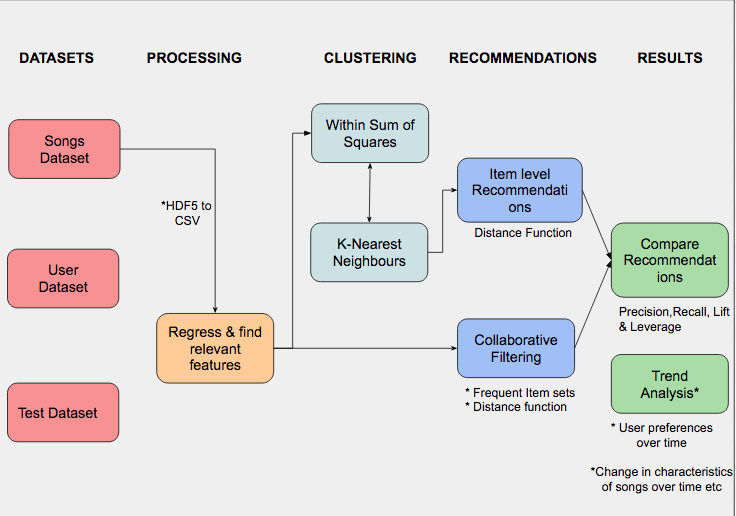 DATASETS
PROCESSING
CLUSTERING
RECOMMENDATIONS
RESULTS
Songs
Dataset
*HDF5 to
CSV
User
Dataset
Test Dataset
Regress & find
relevant
features
Within Sum of
Squares
K-Nearest
Neighbours
Item level
Recommendati
ons
Distance Function
Collaborative
Filtering
* Frequent Item sets
* Distance function
Compare
Recommendat
ions
Precision,Recall, Lift
& Leverage
Trend
Analysis*
* User preferences
over time
*Change in characteristics
of songs over time etc